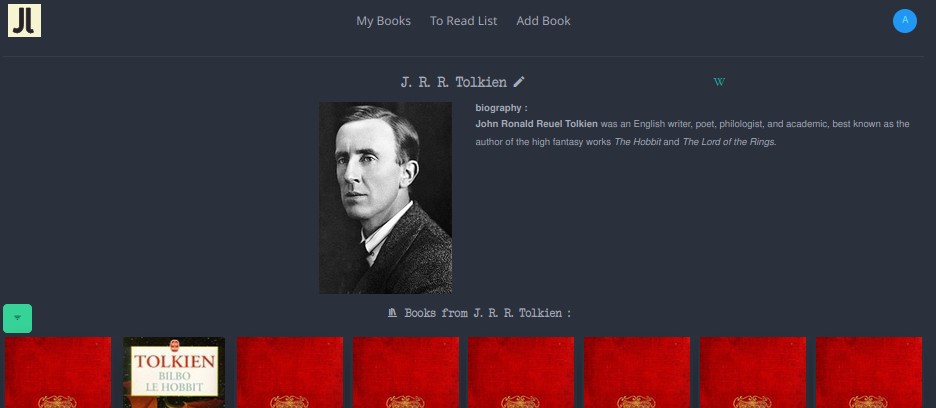 JL
My Books To Read List Add Book
A
J. R. R. Tolkien
W
biography :
John Ronald Reuel Tolkien was an English writer, poet, philologist, and academic, best known as the
author of the high fantasy works The Hobbit and The Lord of the Rings.
Books from J. R. R. Tolkien :
TOLKIEN
BILBO
LE HOBBIT